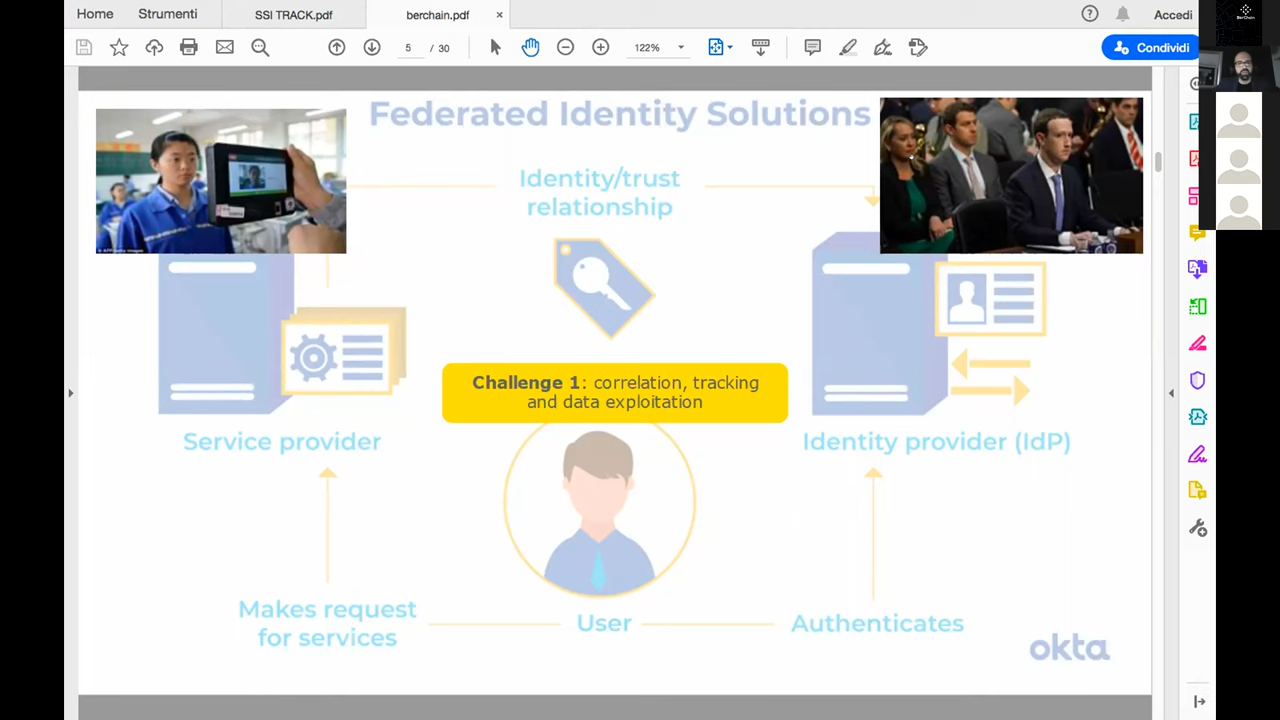 Home
Strumenti
SSI TRACK.pdf
berchain.pdf
×
?
Accedi
5
/ 30
122%
Condividi
BerChain
Federated Identity Solutions
Identity/trust
relationship
Challenge 1: correlation, tracking
and data exploitation
Service provider
Identity provider (IdP)
Makes request
for services
User
Authenticates
okta